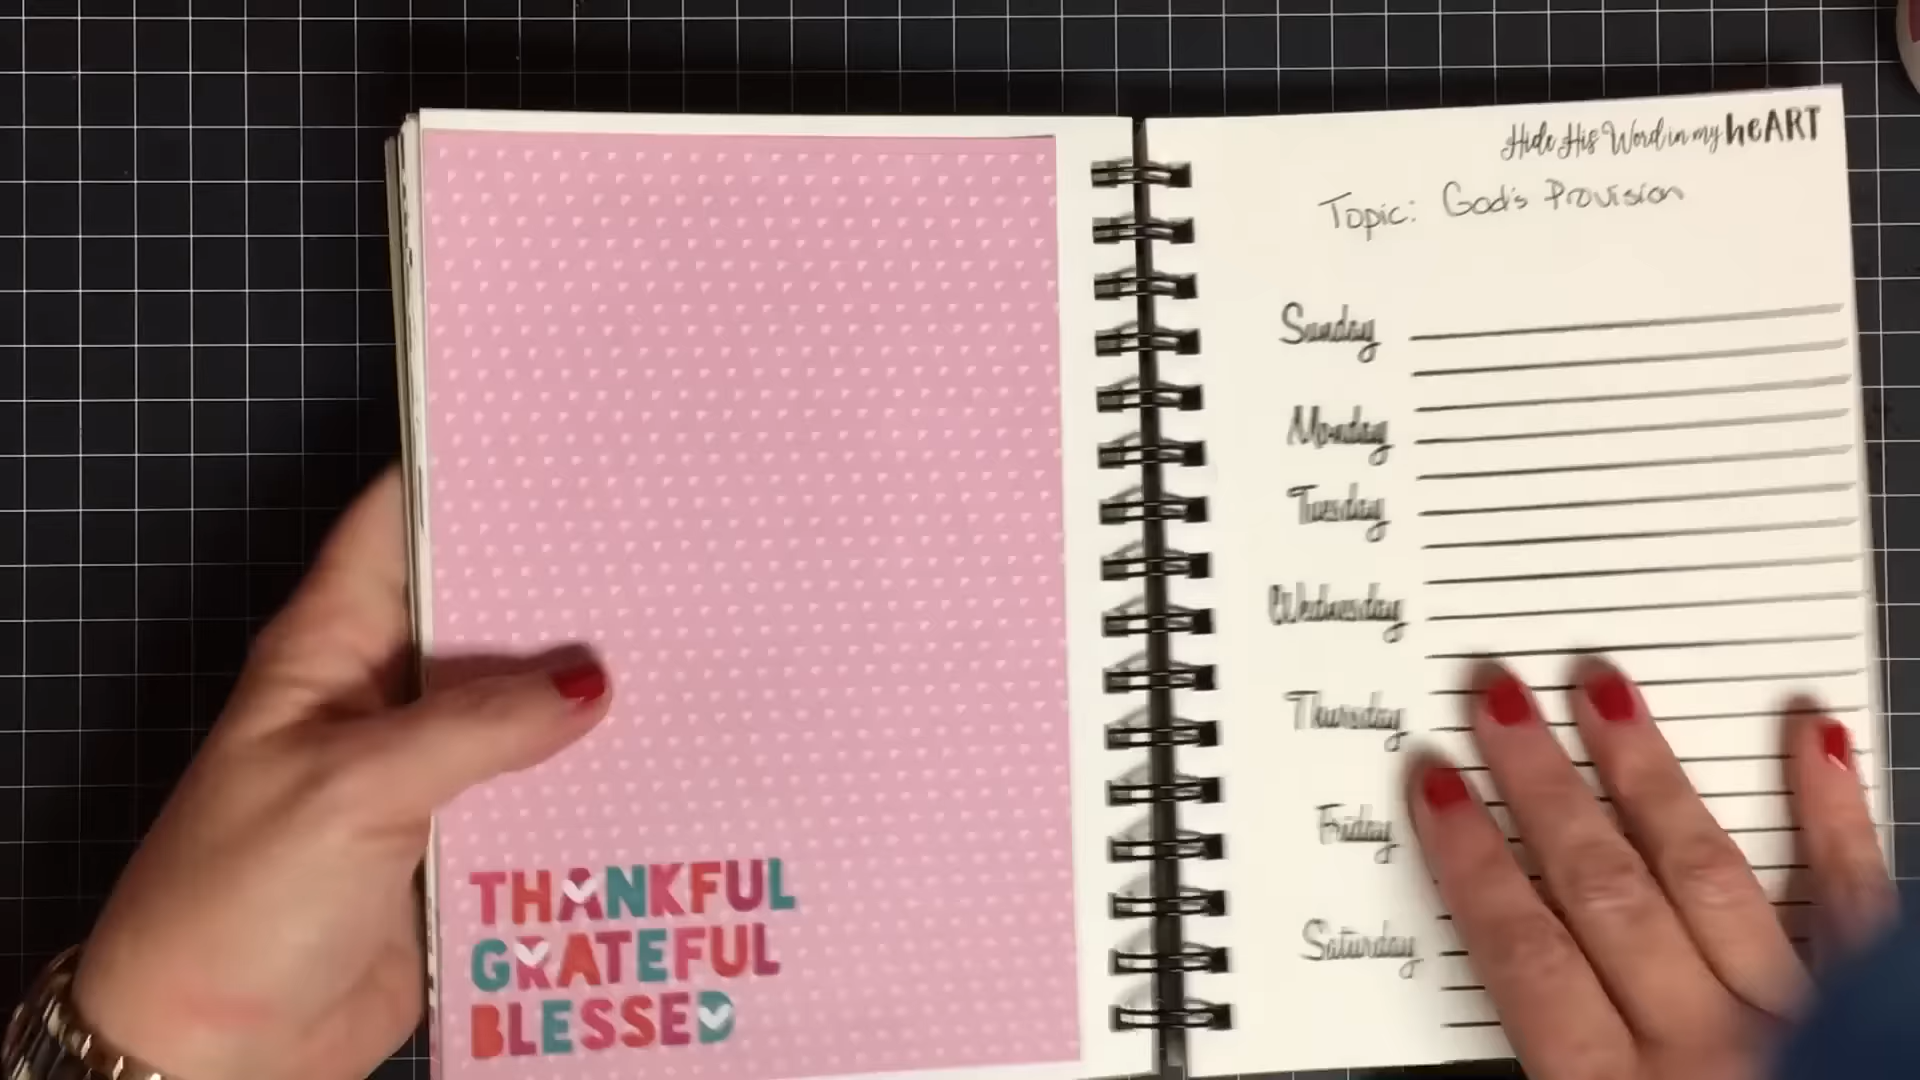 THANKFUL
GRATEFUL
BLESSED
Hide His Word in my heART
Topic: God's Provision
Sunday
Monday
Tuesday
Wednesday
Thursday
Friday
Saturday